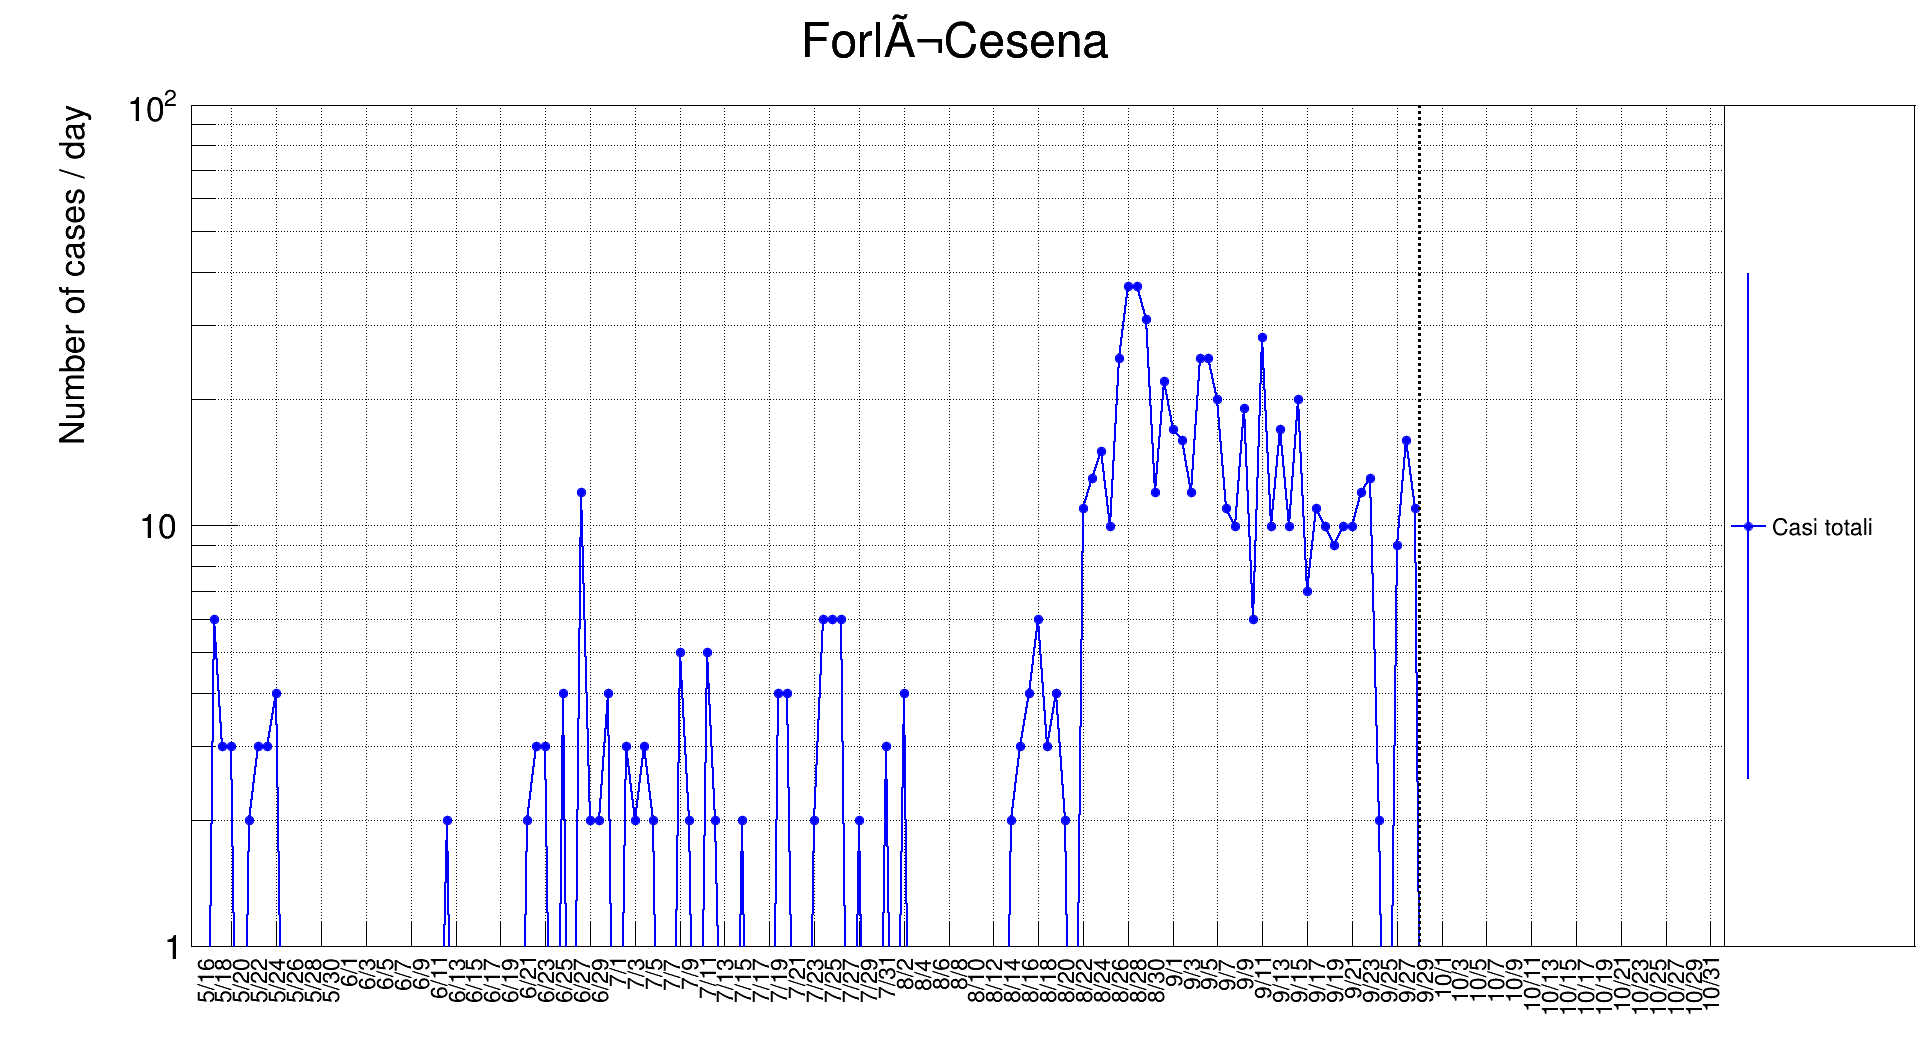 ForlÃ¬Cesena
Number of cases / day
10²
10
1
Casi totali
5/16 5/18 5/20 5/22 5/24 5/26 5/28 5/30 6/1 6/3 6/5 6/7 6/9 6/11 6/13 6/15 6/17 6/19 6/21 6/23 6/25 6/27 6/29 7/1 7/3 7/5 7/7 7/9 7/11 7/13 7/15 7/17 7/19 7/21 7/23 7/25 7/27 7/29 7/31 8/2 8/4 8/6 8/8 8/10 8/12 8/14 8/16 8/18 8/20 8/22 8/24 8/26 8/28 8/30 9/1 9/3 9/5 9/7 9/9 9/11 9/13 9/15 9/17 9/19 9/21 9/23 9/25 9/27 9/29 10/1 10/3 10/5 10/7 10/9 10/11 10/13 10/15 10/17 10/19 10/21 10/23 10/25 10/27 10/29 10/31